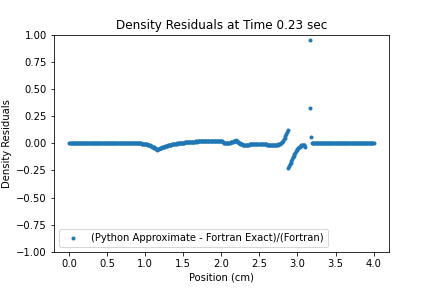 Density Residuals at Time 0.23 sec
Density Residuals
1.00
0.75
0.50
0.25
0.00
−0.25
−0.50
−0.75
−1.00
(Python Approximate - Fortran Exact)/(Fortran)
0.0 0.5 1.0 1.5 2.0 2.5 3.0 3.5 4.0
Position (cm)